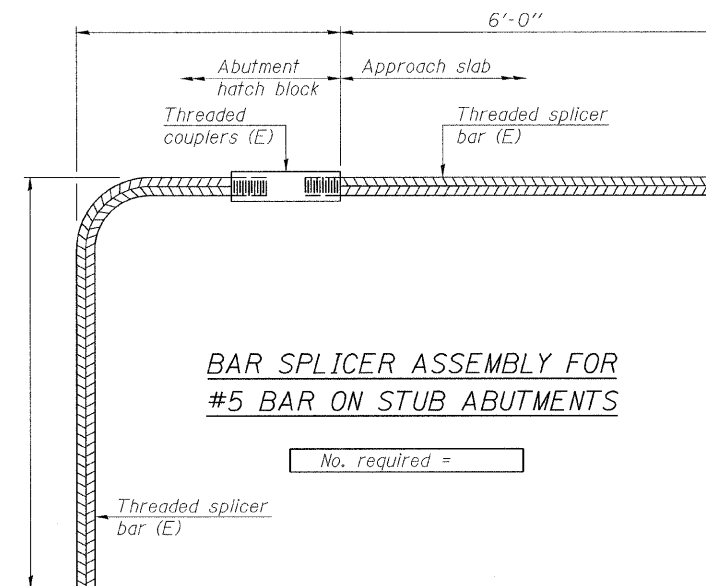 6'-0"
Abutment
hatch block
Approach slab
Threaded
couplers (E)
Threaded splicer
bar (E)
BAR SPLICER ASSEMBLY FOR
#5 BAR ON STUB ABUTMENTS
No. required =
Threaded splicer
bar (E)